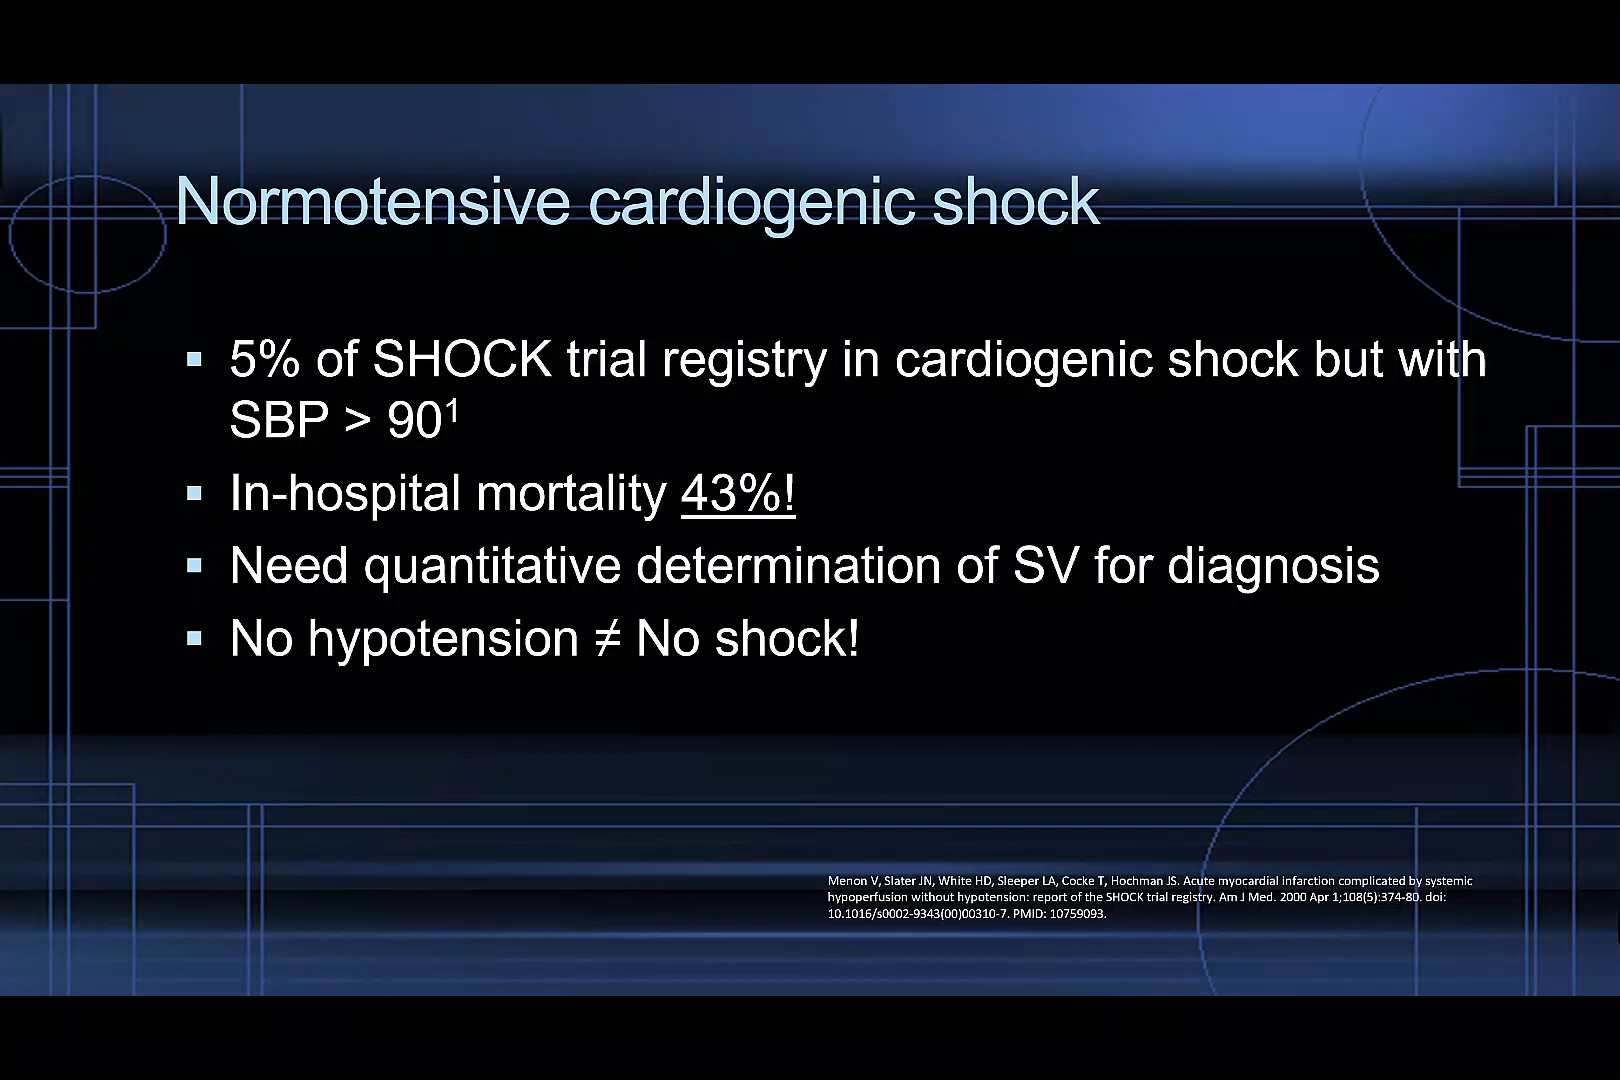 Normotensive cardiogenic shock
▪ 5% of SHOCK trial registry in cardiogenic shock but with
SBP > 90¹
▪ In-hospital mortality 43%!
▪ Need quantitative determination of SV for diagnosis
▪ No hypotension ≠ No shock!
Menon V, Slater JN, White HD, Sleeper LA, Cocke T, Hochman JS. Acute myocardial infarction complicated by systemic
hypoperfusion without hypotension: report of the SHOCK trial registry. Am J Med. 2000 Apr 1;108(5):374-80. doi:
10.1016/s0002-9343(00)00310-7. PMID: 10759093.